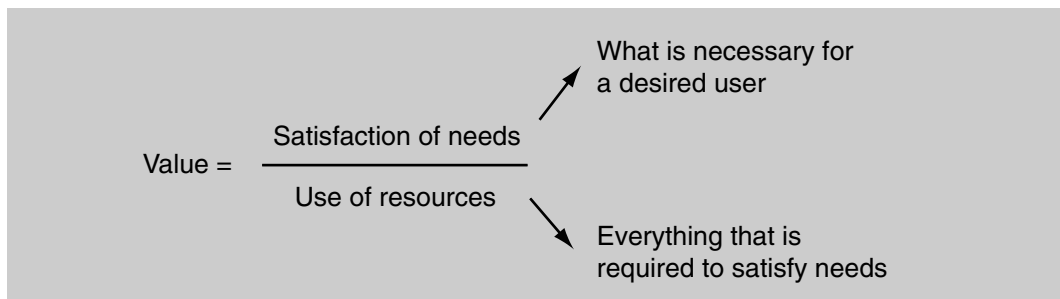 What is necessary for
a desired user
Satisfaction of needs
Value =
Use of resources
Everything that is
required to satisfy needs